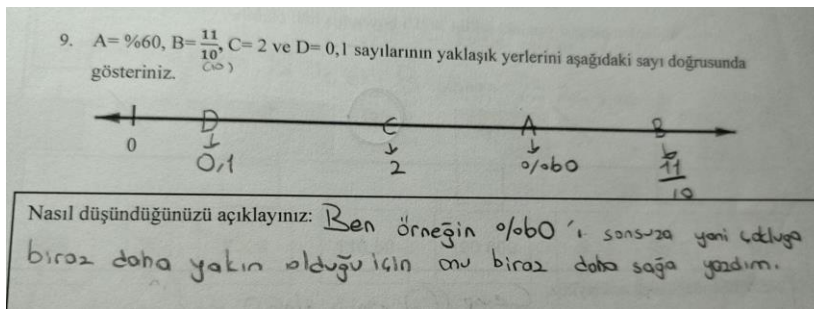 9. A= %60, B= 11/10, C= 2 ve D= 0,1 sayılarının yaklaşık yerlerini aşağıdaki sayı doğrusunda
(10)
gösteriniz.
D C A B
0 0,1 2 %60 11/10
Nasıl düşündüğünüzü açıklayınız: Ben örneğin %60'ı sonsuza yani çokluğa
biraz daha yakın olduğu için onu biraz daha sağa yazdım.